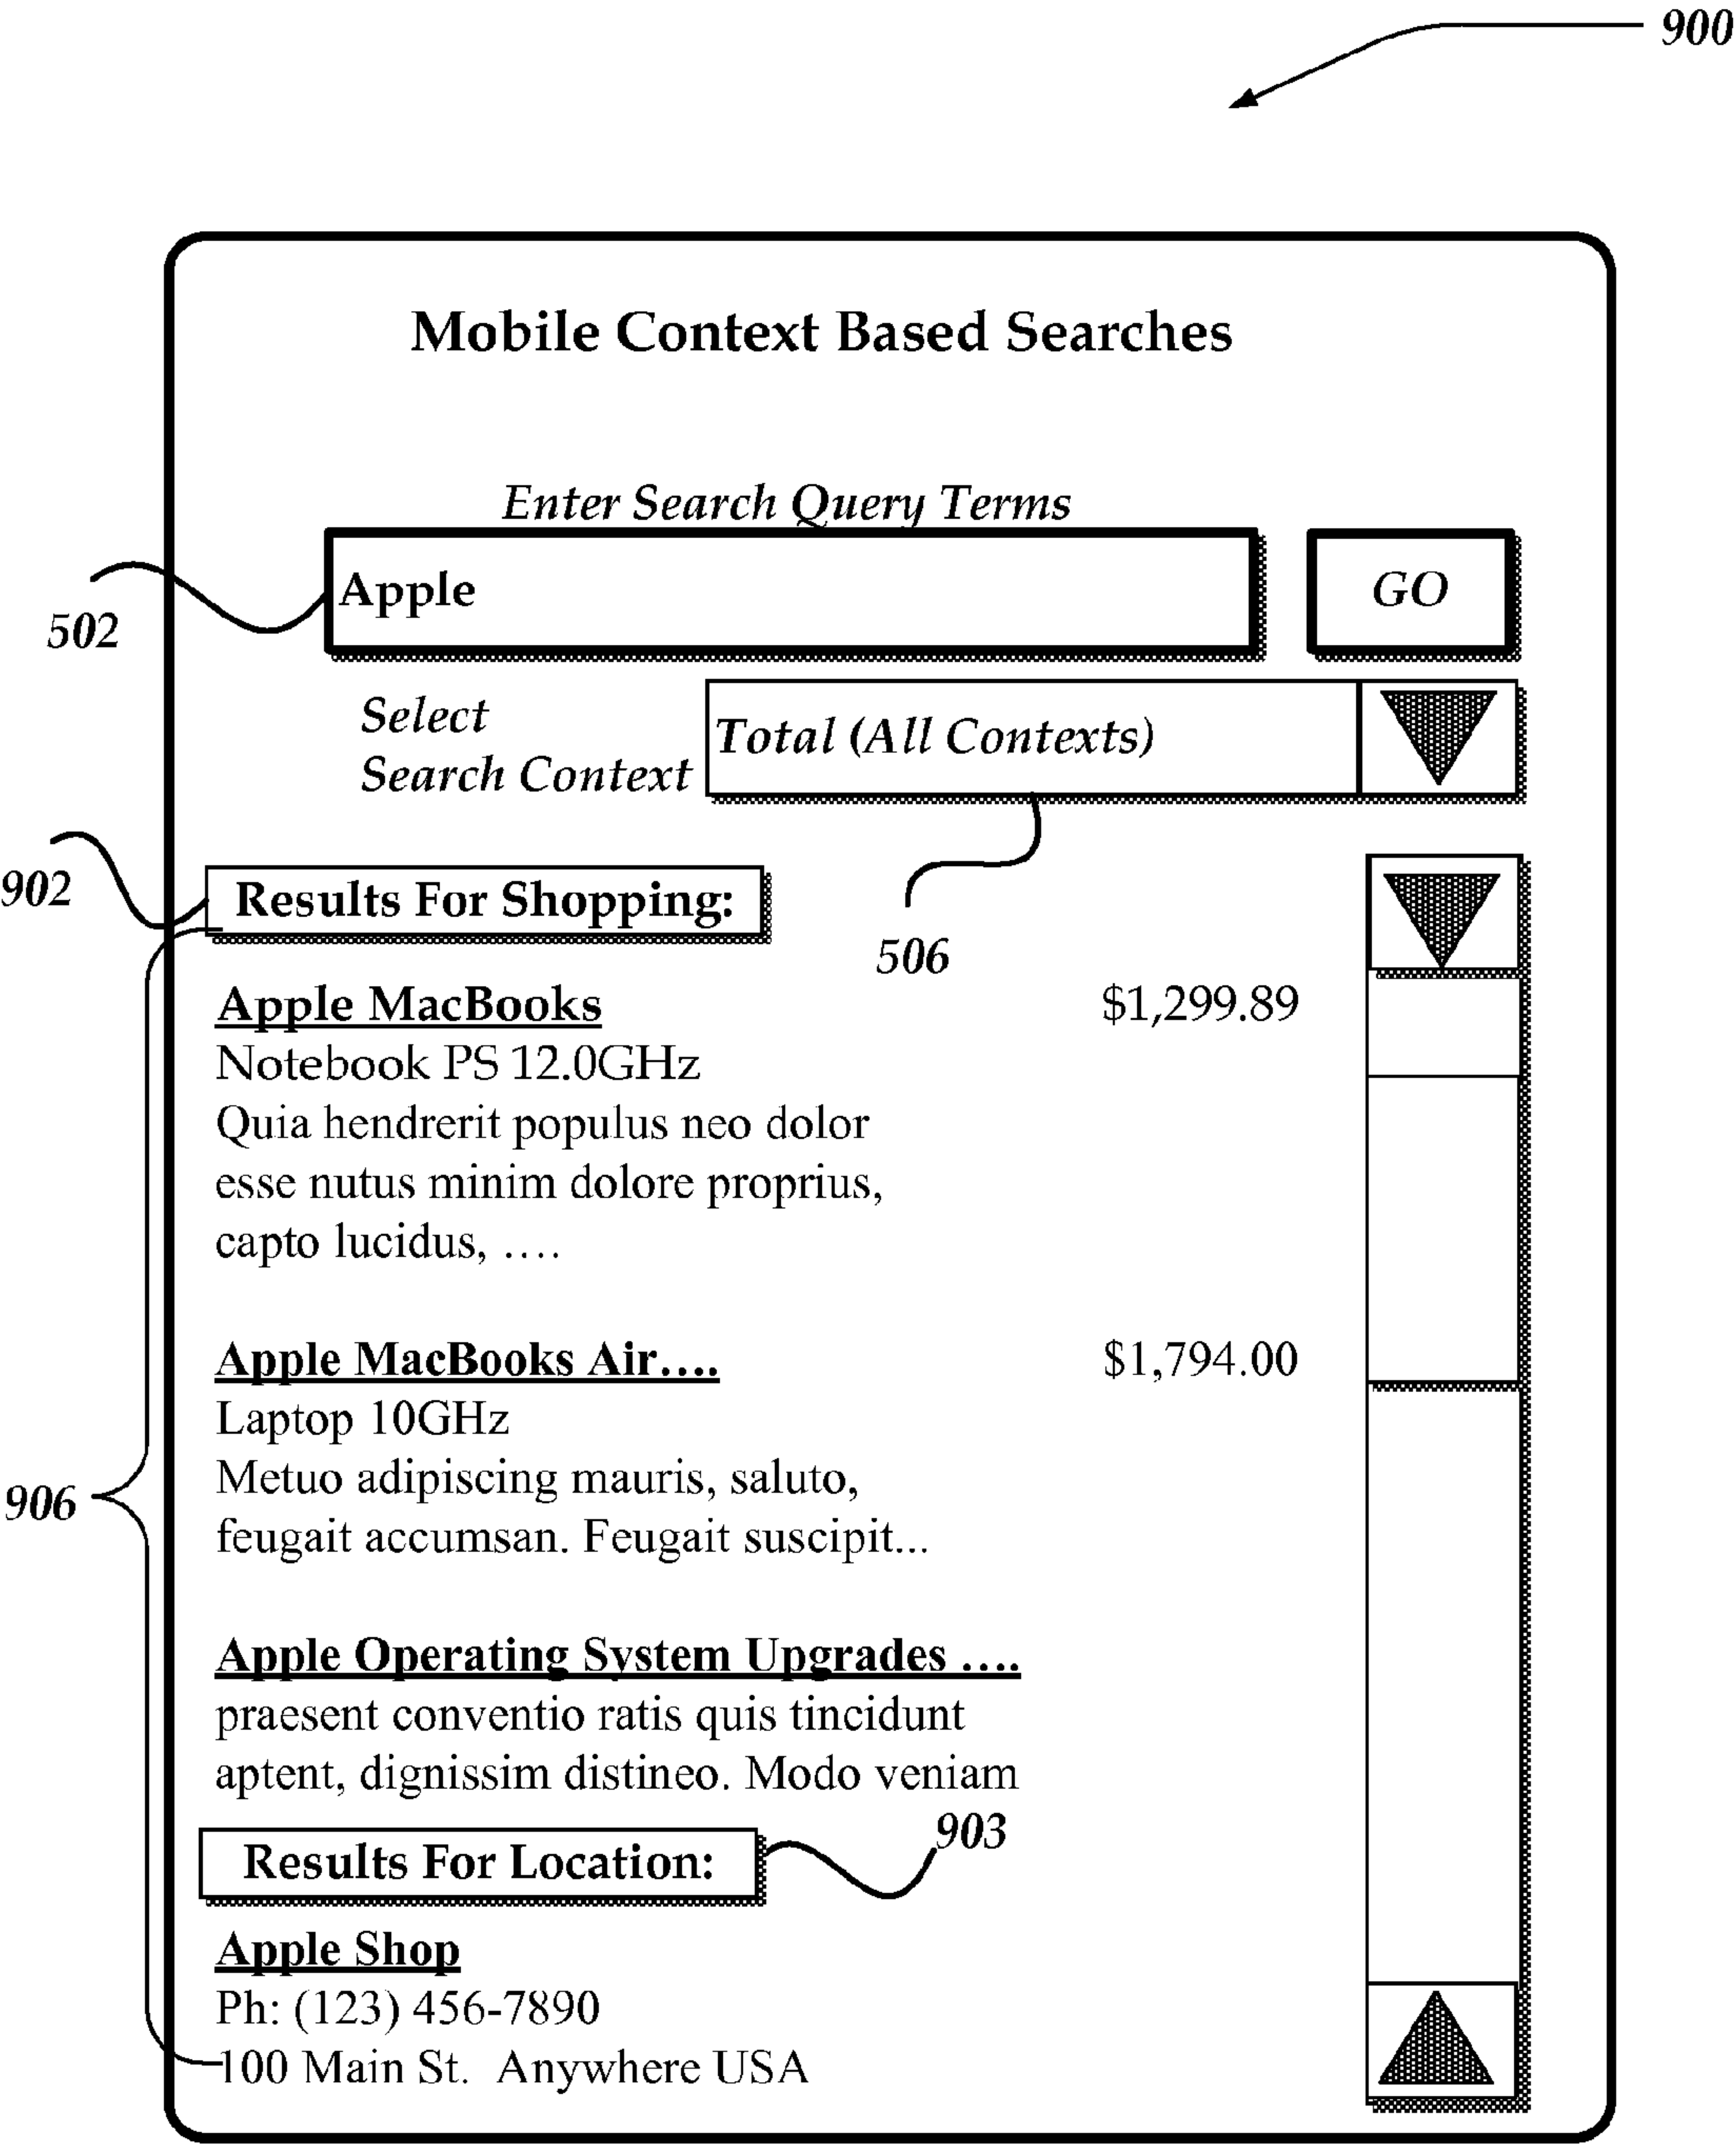 900
Mobile Context Based Searches
Enter Search Query Terms
Apple
GO
502
Select
Search Context
Total (All Contexts)
902
Results For Shopping:
506
Apple MacBooks $1,299.89
Notebook PS 12.0GHz
Quia hendrerit populus neo dolor
esse nutus minim dolore proprius,
capto lucidus, ....
Apple MacBooks Air.... $1,794.00
Laptop 10GHz
Metuo adipiscing mauris, saluto,
906
feugait accumsan. Feugait suscipit...
Apple Operating System Upgrades ....
praesent conventio ratis quis tincidunt
aptent, dignissim distineo. Modo veniam
903
Results For Location:
Apple Shop
Ph: (123) 456-7890
100 Main St. Anywhere USA